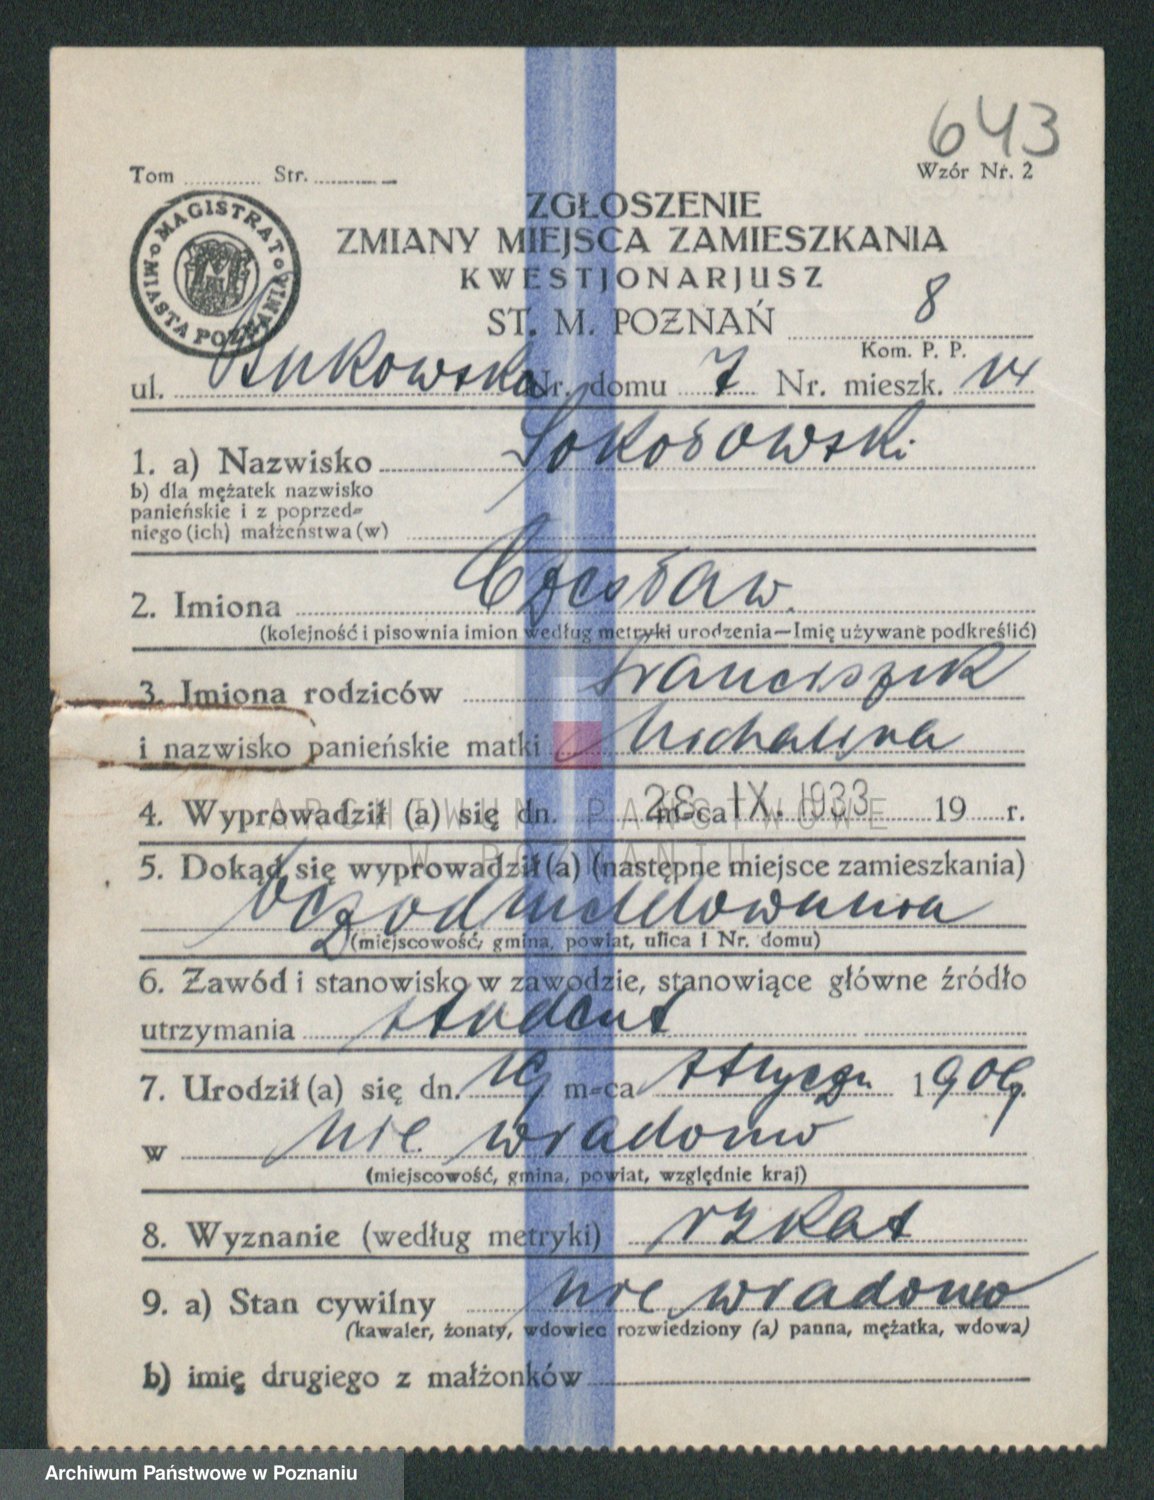 643
Tom ............ Str. ............
Wzór Nr. 2
MAGISTRAT MIASTA POZNANIA
ZGŁOSZENIE
ZMIANY MIEJSCA ZAMIESZKANIA
KWESTJONARJUSZ
ST. M. POZNAŃ 8
Kom. P. P.
ul. Bukowska Nr. domu 7 Nr. mieszk.
1. a) Nazwisko Sokołowski
b) dla mężatek nazwisko
panieńskie i z poprzed-
niego (ich) małżeństwa (w)
2. Imiona Czesław
(kolejność i pisownia imion według metryki urodzenia—Imię używane podkreślić)
3. Imiona rodziców Franciszek
i nazwisko panieńskie matki Michalina
4. Wyprowadził (a) się dn. 28. IX. 1933 m-ca 19 r.
ARCHIWUM PAŃSTWOWE
W POZNANIU
5. Dokąd się wyprowadził (a) (następne miejsce zamieszkania)
bez odmeldowania
(miejscowość, gmina, powiat, ulica i Nr. domu)
6. Zawód i stanowisko w zawodzie, stanowiące główne źródło
utrzymania student
7. Urodził (a) się dn. 19 m-ca stycz. 1909
w nie wiadomo
(miejscowość, gmina, powiat, względnie kraj)
8. Wyznanie (według metryki) rzkat
9. a) Stan cywilny nie wiadomo
(kawaler, żonaty, wdowiec rozwiedziony (a) panna, mężatka, wdowa)
b) imię drugiego z małżonków
Archiwum Państwowe w Poznaniu